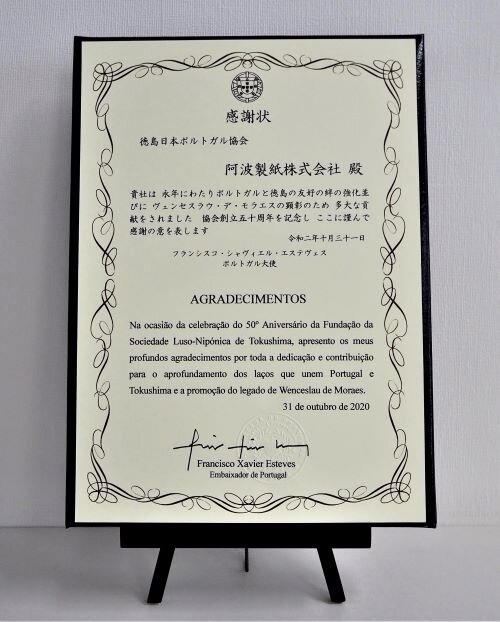 感謝状
徳島日本ポルトガル協会
阿波製紙株式会社 殿
貴社は 永年にわたりポルトガルと徳島の友好の絆の強化並
びに ヴェンセスラウ・デ・モラエスの顕彰のため 多大な貢
献をされました 協会創立五十周年を記念し ここに謹んで
感謝の意を表します
令和二年十月三十一日
フランシスコ・シャヴィエル・エステヴェス
ポルトガル大使
AGRADECIMENTOS
Na ocasião da celebração do 50º Aniversário da Fundação da
Sociedade Luso-Nipónica de Tokushima, apresento os meus
profundos agradecimentos por toda a dedicação e contribuição
para o aprofundamento dos laços que unem Portugal e
Tokushima e a promoção do legado de Wenceslau de Moraes.
31 de outubro de 2020
Francisco Xavier Esteves
Embaixador de Portugal